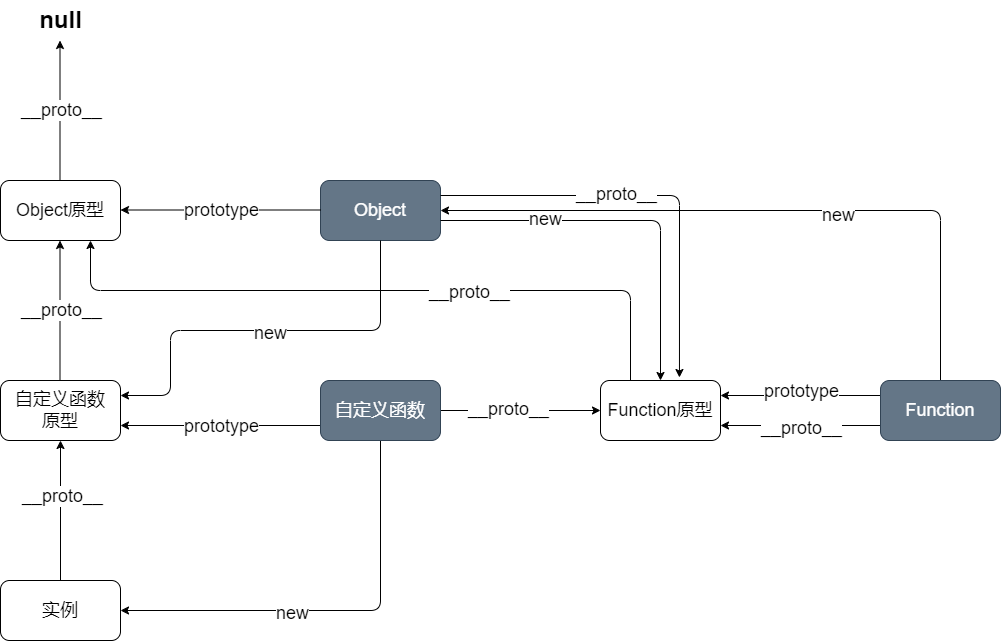 null
__proto__
Object原型
prototype
Object
__proto__
new
new
__proto__
__proto__
new
自定义函数
原型
prototype
自定义函数
__proto__
Function原型
prototype
__proto__
Function
__proto__
实例
new